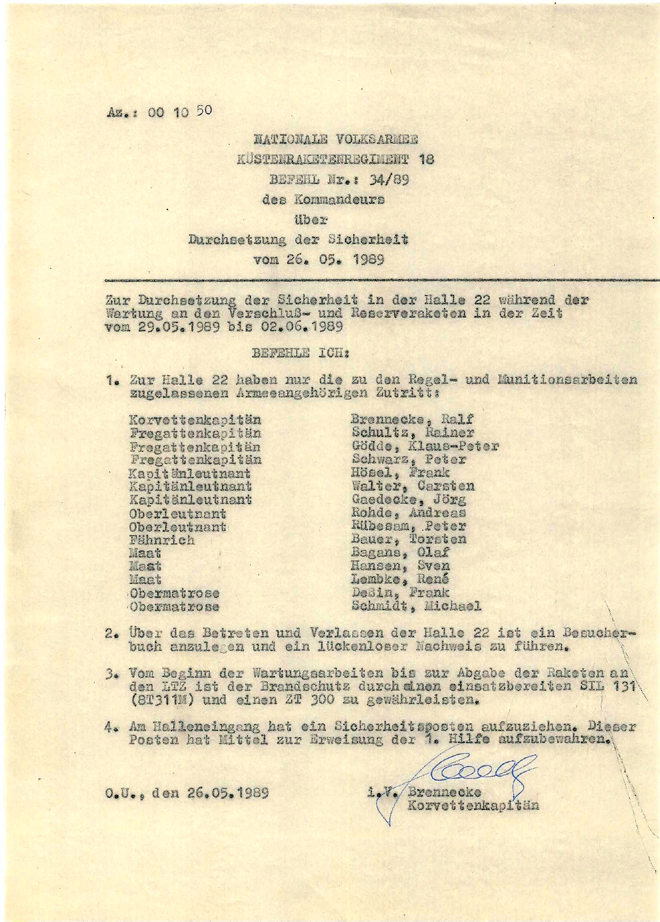 Az.: 00 10 50
NATIONALE VOLKSARMEE
KÜSTENRAKETENREGIMENT 18
BEFEHL Nr.: 34/89
des Kommandeurs
über
Durchsetzung der Sicherheit
vom 26. 05. 1989
Zur Durchsetzung der Sicherheit in der Halle 22 während der
Wartung an den Verschluß- und Reserveraketen in der Zeit
vom 29.05.1989 bis 02.06.1989
BEFEHLE ICH:
1. Zur Halle 22 haben nur die zu den Regel- und Munitionsarbeiten
zugelassenen Armeeangehörigen Zutritt:
Korvettenkapitän Brennecke, Ralf
Fregattenkapitän Schultz, Rainer
Fregattenkapitän Gödde, Klaus-Peter
Fregattenkapitän Schwarz, Peter
Kapitänleutnant Hösel, Frank
Kapitänleutnant Walter, Carsten
Kapitänleutnant Gaedecke, Jörg
Oberleutnant Rohde, Andreas
Oberleutnant Rübesam, Peter
Fähnrich Bauer, Torsten
Maat Bagans, Olaf
Maat Hansen, Sven
Maat Lembke, René
Obermatrose Deßin, Frank
Obermatrose Schmidt, Michael
2. Über das Betreten und Verlassen der Halle 22 ist ein Besucher-
buch anzulegen und ein lückenloser Nachweis zu führen.
3. Vom Beginn der Wartungsarbeiten bis zur Abgabe der Raketen an
den LTZ ist der Brandschutz durch einen einsatzbereiten SIL 131
(8T311M) und einen ZT 300 zu gewährleisten.
4. Am Halleneingang hat ein Sicherheitsposten aufzuziehen. Dieser
Posten hat Mittel zur Erweisung der 1. Hilfe aufzubewahren.
O.U., den 26.05.1989 i.V. Brennecke
Korvettenkapitän